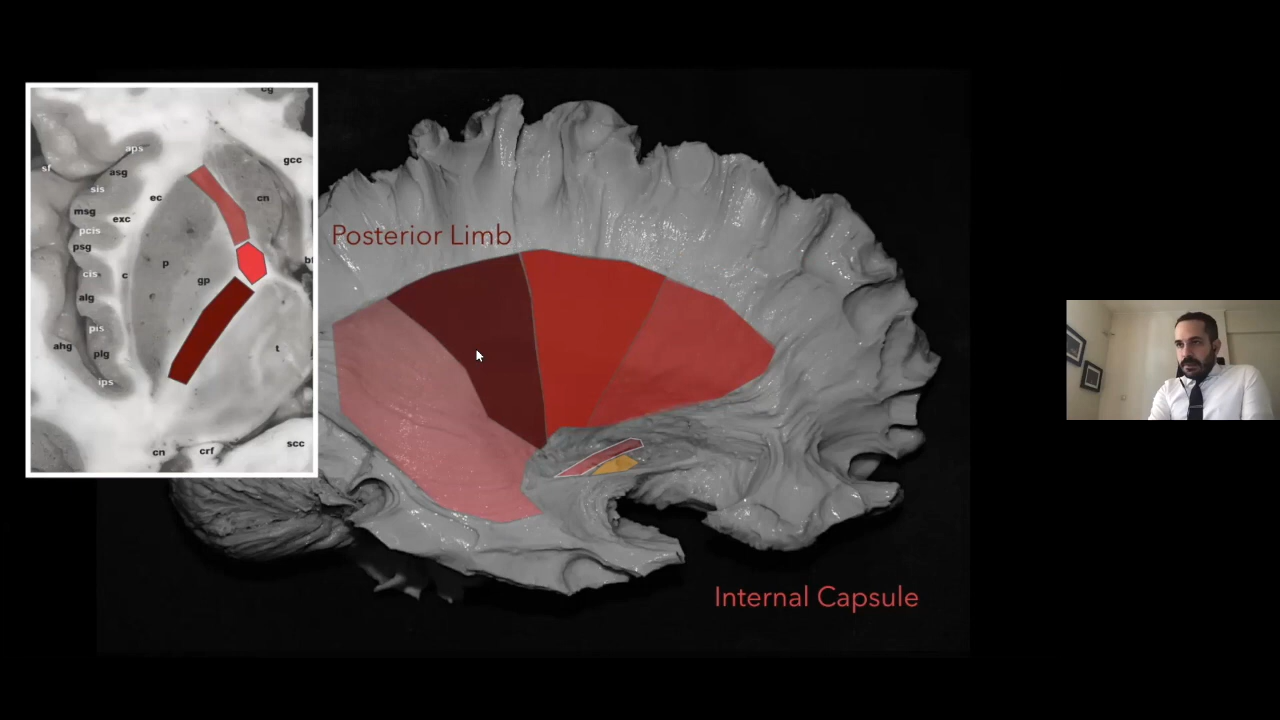 cg
aps
gcc
sf
asg
sis
ec
cn
msg
exc
pcis
psg
p
cis
c
gp
alg
pis
t
ahg
plg
ips
cn
crf
scc
Posterior Limb
Internal Capsule